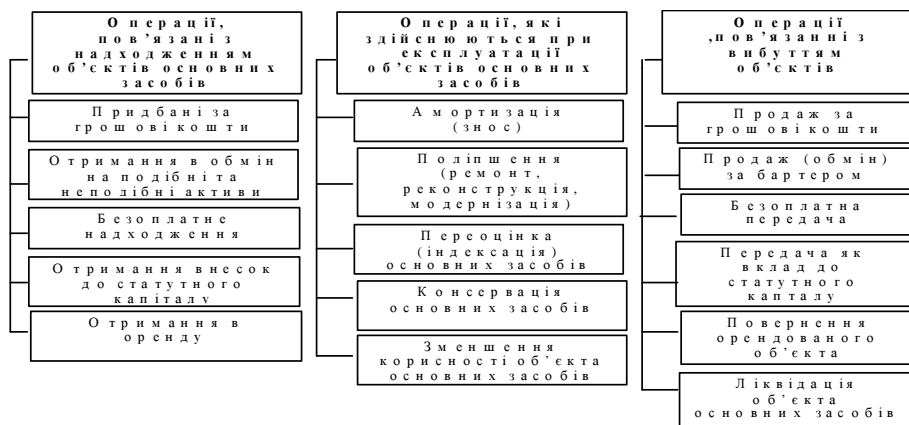 Операції,
пов'язані з
надходженням
об'єктів основних
засобів
Придбані за
грошові кошти
Отримання в обмін
на подібні та
неподібні активи
Безоплатне
надходження
Отримання внесок
до статутного
капіталу
Отримання в
оренду
Операції, які
здійснюються при
експлуатації
об'єктів основних
засобів
Амортизація
(знос)
Поліпшення
(ремонт,
реконструкція,
модернізація)
Переоцінка
(індексація)
основних засобів
Консервація
основних засобів
Зменшення
корисності об'єкта
основних засобів
Операції
,пов'язанні з
вибуттям
об'єктів
Продаж за
грошові кошти
Продаж (обмін)
за бартером
Безоплатна
передача
Передача як
вклад до
статутного
капталу
Повернення
орендованого
об'єкта
Ліквідація
об'єкта
основних засобів